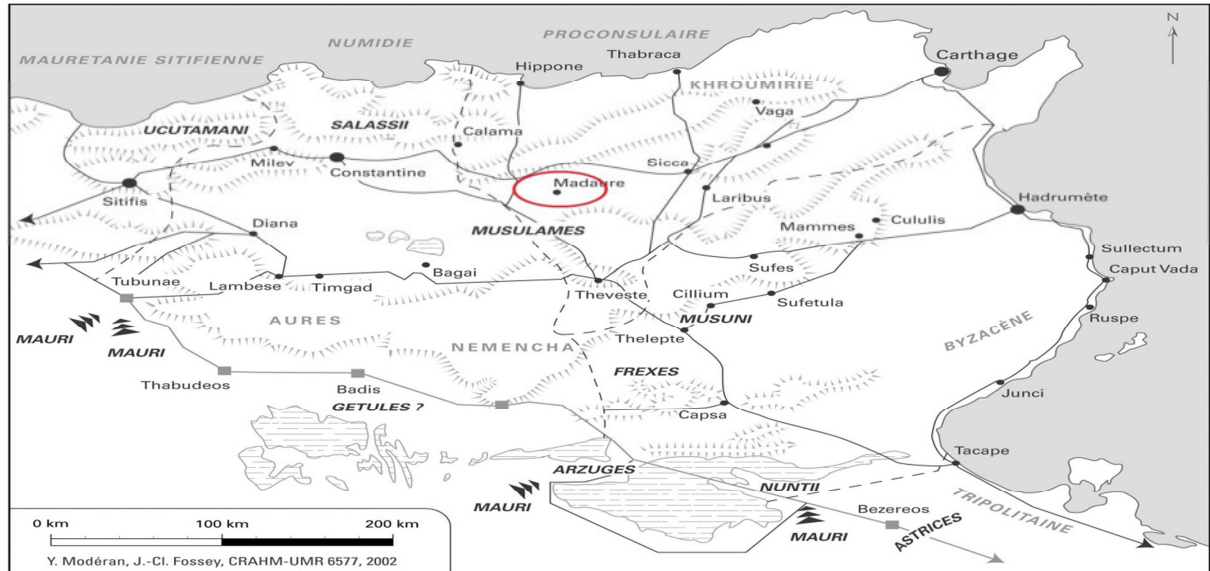 N
NUMIDIE
PROCONSULAIRE
MAURETANIE SITIFIENNE
Thabraca
Carthage
Hippone
KHROUMIRIE
Vaga
UCUTAMANI
SALASSII
Calama
Milev
Constantine
Sicca
Madaure
Sitifis
Laribus
Hadrumète
Diana
MUSULAMES
Mammes
Cululis
Sullectum
Bagai
Sufes
Caput Vada
Tubunae
Lambese
Timgad
Theveste
Cillium
Sufetula
Ruspe
AURES
MUSUNI
MAURI
MAURI
NEMENCHA
Thelepte
BYZACÈNE
Thabudeos
Badis
FREXES
Junci
GETULES ?
Capsa
Tacape
ARZUGES
NUNTII
MAURI
MAURI
Bezereos
ASTRICES
TRIPOLITAINE
0 km 100 km 200 km
Y. Modéran, J.-Cl. Fossey, CRAHM-UMR 6577, 2002